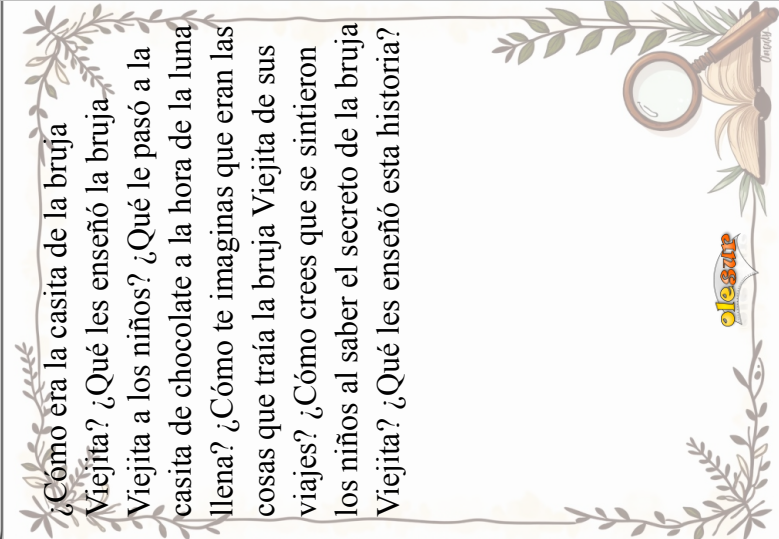 ¿Cómo era la casita de la bruja
Viejita? ¿Qué les enseñó la bruja
Viejita a los niños? ¿Qué le pasó a la
casita de chocolate a la hora de la luna
llena? ¿Cómo te imaginas que eran las
cosas que traía la bruja Viejita de sus
viajes? ¿Cómo crees que se sintieron
los niños al saber el secreto de la bruja
Viejita? ¿Qué les enseñó esta historia?
olesur